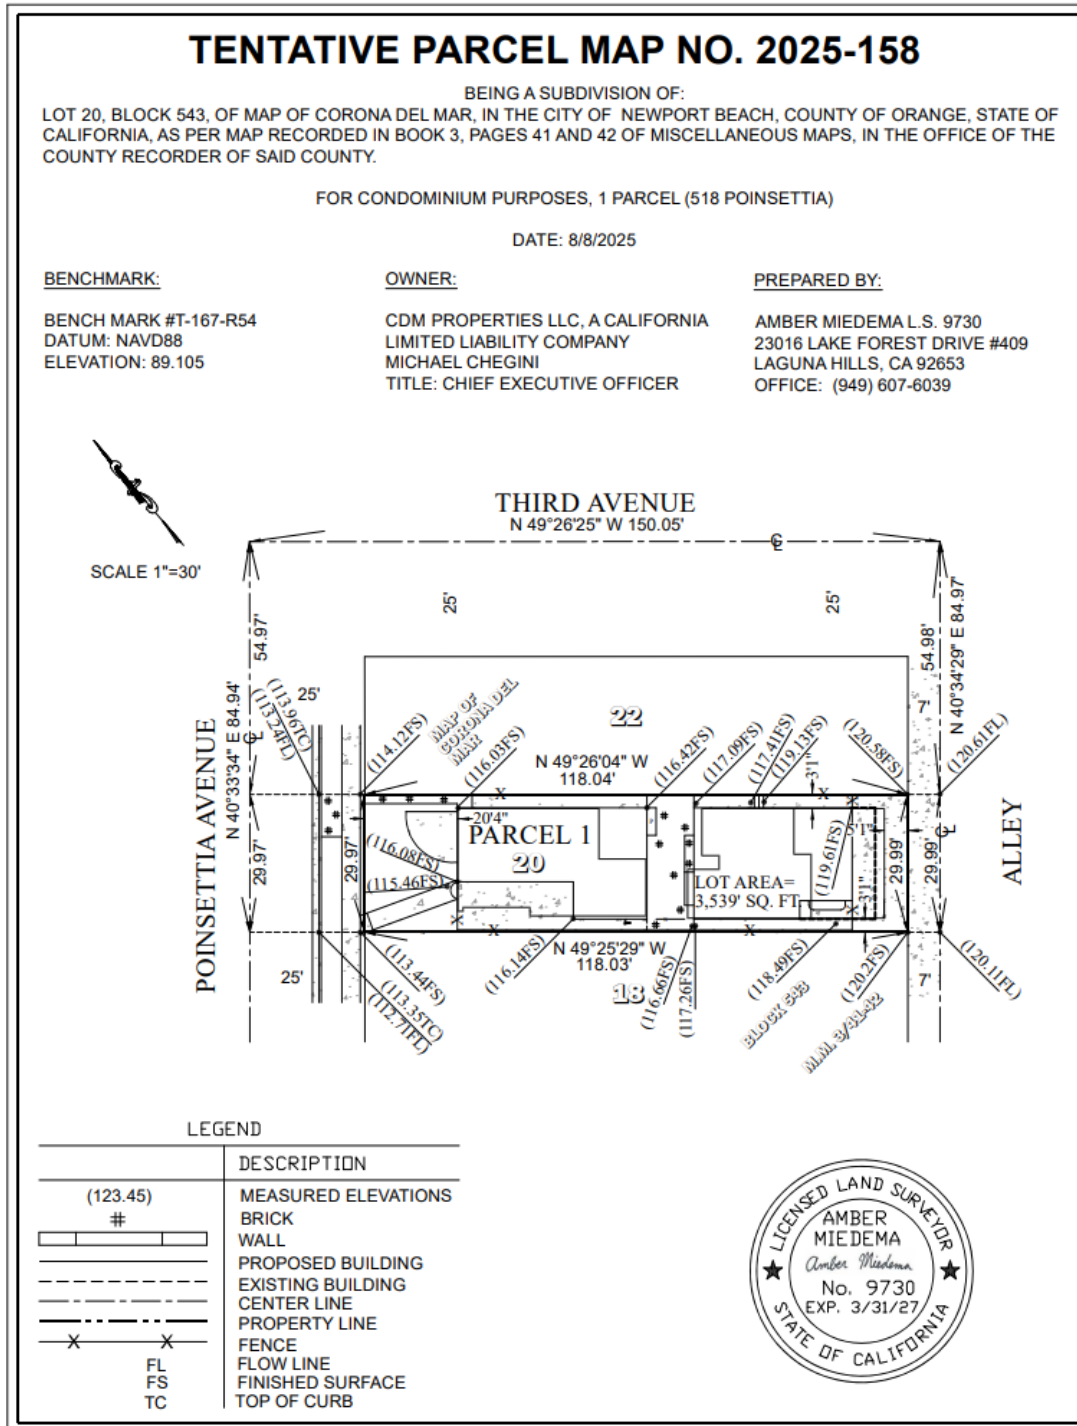 TENTATIVE PARCEL MAP NO. 2025-158
BEING A SUBDIVISION OF:
LOT 20, BLOCK 543, OF MAP OF CORONA DEL MAR, IN THE CITY OF NEWPORT BEACH, COUNTY OF ORANGE, STATE OF
CALIFORNIA, AS PER MAP RECORDED IN BOOK 3, PAGES 41 AND 42 OF MISCELLANEOUS MAPS, IN THE OFFICE OF THE
COUNTY RECORDER OF SAID COUNTY.
FOR CONDOMINIUM PURPOSES, 1 PARCEL (518 POINSETTIA)
DATE: 8/8/2025
BENCHMARK:
BENCH MARK #T-167-R54
DATUM: NAVD88
ELEVATION: 89.105
OWNER:
CDM PROPERTIES LLC, A CALIFORNIA
LIMITED LIABILITY COMPANY
MICHAEL CHEGINI
TITLE: CHIEF EXECUTIVE OFFICER
PREPARED BY:
AMBER MIEDEMA L.S. 9730
23016 LAKE FOREST DRIVE #409
LAGUNA HILLS, CA 92653
OFFICE: (949) 607-6039
SCALE 1"=30'
THIRD AVENUE
N 49°26'25" W 150.05'
25'
25'
54.97'
54.98'
N 40°34'29" E 84.97'
N 40°33'34" E 84.94'
POINSETTIA AVENUE
25'
7'
(113.96TC)
(113.24FL)
(114.12FS)
MAP OF
CORONA DEL
MAR
(116.03FS)
22
N 49°26'04" W
118.04'
(116.42FS)
(117.09FS)
(117.41FS)
(119.13FS)
3'1"
(120.58FS)
(120.61FL)
ALLEY
29.97'
29.97'
20'4"
PARCEL 1
20
(116.08FS)
(115.46FS)
LOT AREA=
3,539' SQ. FT.
(119.61FS)
5'1"
3'1"
29.99'
29.99'
25'
(113.44FS)
(113.35TC)
(112.71FL)
(116.14FS)
N 49°25'29" W
118.03'
18
(116.66FS)
(117.26FS)
(118.49FS)
BLOCK 543
(120.2FS)
M.M. 3/41-42
7'
(120.11FL)
LEGEND
DESCRIPTION
(123.45) MEASURED ELEVATIONS
# BRICK
WALL
PROPOSED BUILDING
EXISTING BUILDING
CENTER LINE
PROPERTY LINE
X X FENCE
FL FLOW LINE
FS FINISHED SURFACE
TC TOP OF CURB
LICENSED LAND SURVEYOR
AMBER
MIEDEMA
Amber Miedema
No. 9730
EXP. 3/31/27
STATE OF CALIFORNIA